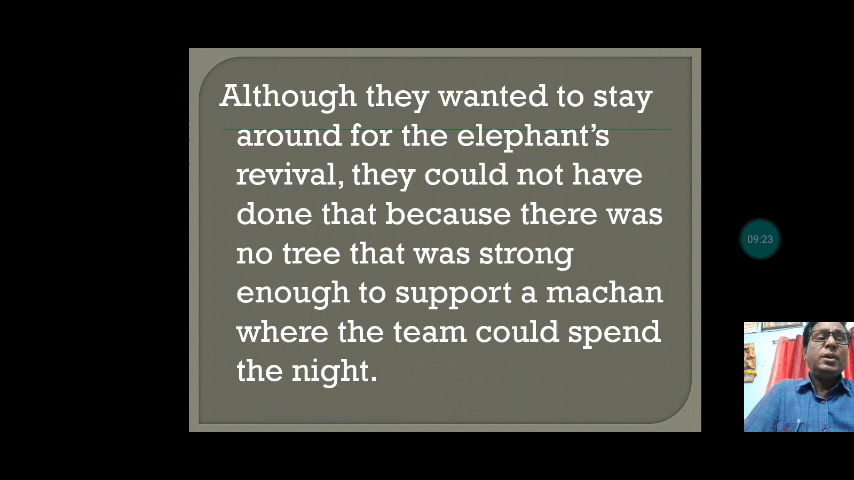 Although they wanted to stay
around for the elephant’s
revival, they could not have
done that because there was
no tree that was strong
enough to support a machan
where the team could spend
the night.
09:23